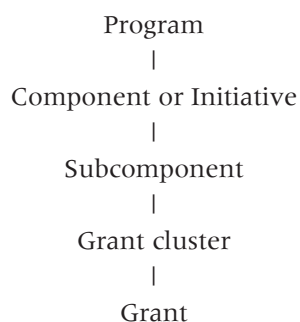 Program
Component or Initiative
Subcomponent
Grant cluster
Grant